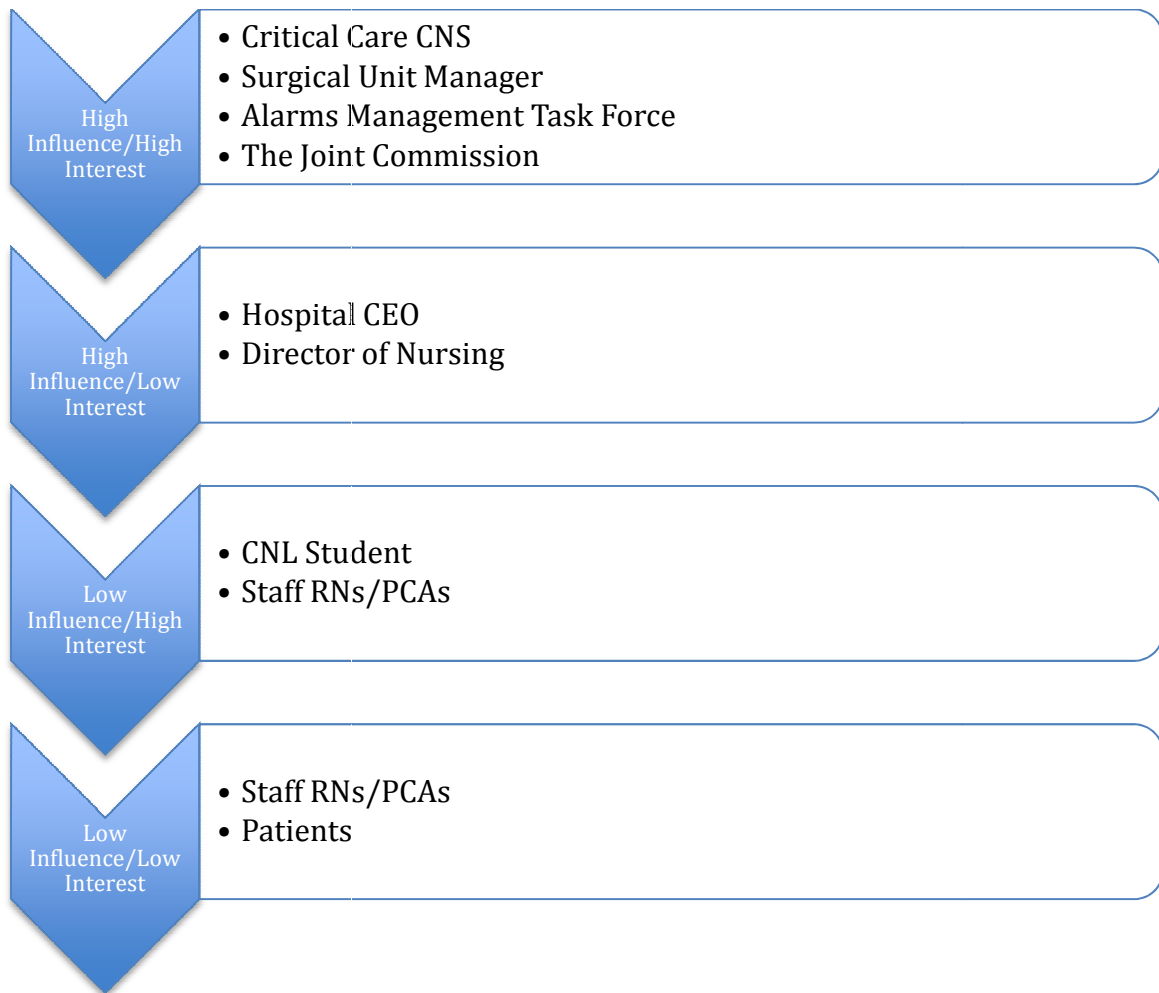 High
Influence/High
Interest
• Critical Care CNS
• Surgical Unit Manager
• Alarms Management Task Force
• The Joint Commission
High
Influence/Low
Interest
• Hospital CEO
• Director of Nursing
Low
Influence/High
Interest
• CNL Student
• Staff RNs/PCAs
Low
Influence/Low
Interest
• Staff RNs/PCAs
• Patients